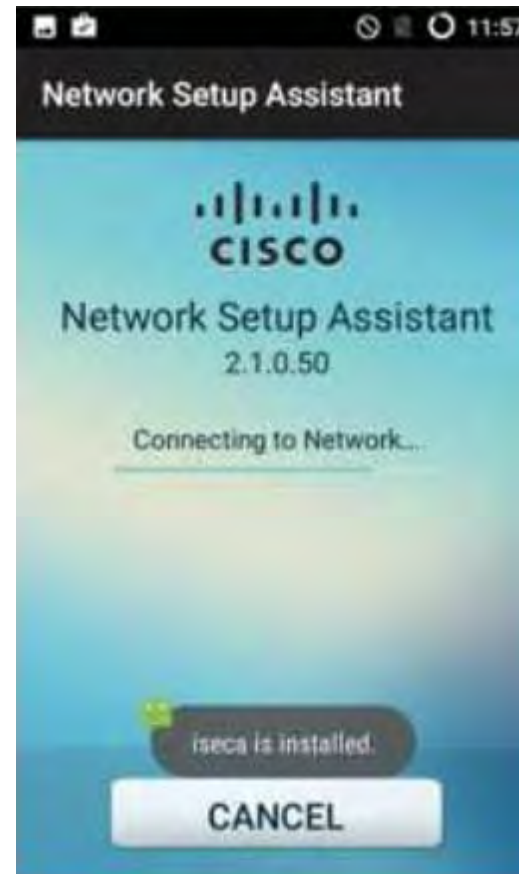 11:57
Network Setup Assistant
CISCO
Network Setup Assistant
2.1.0.50
Connecting to Network...
iseca is installed.
CANCEL